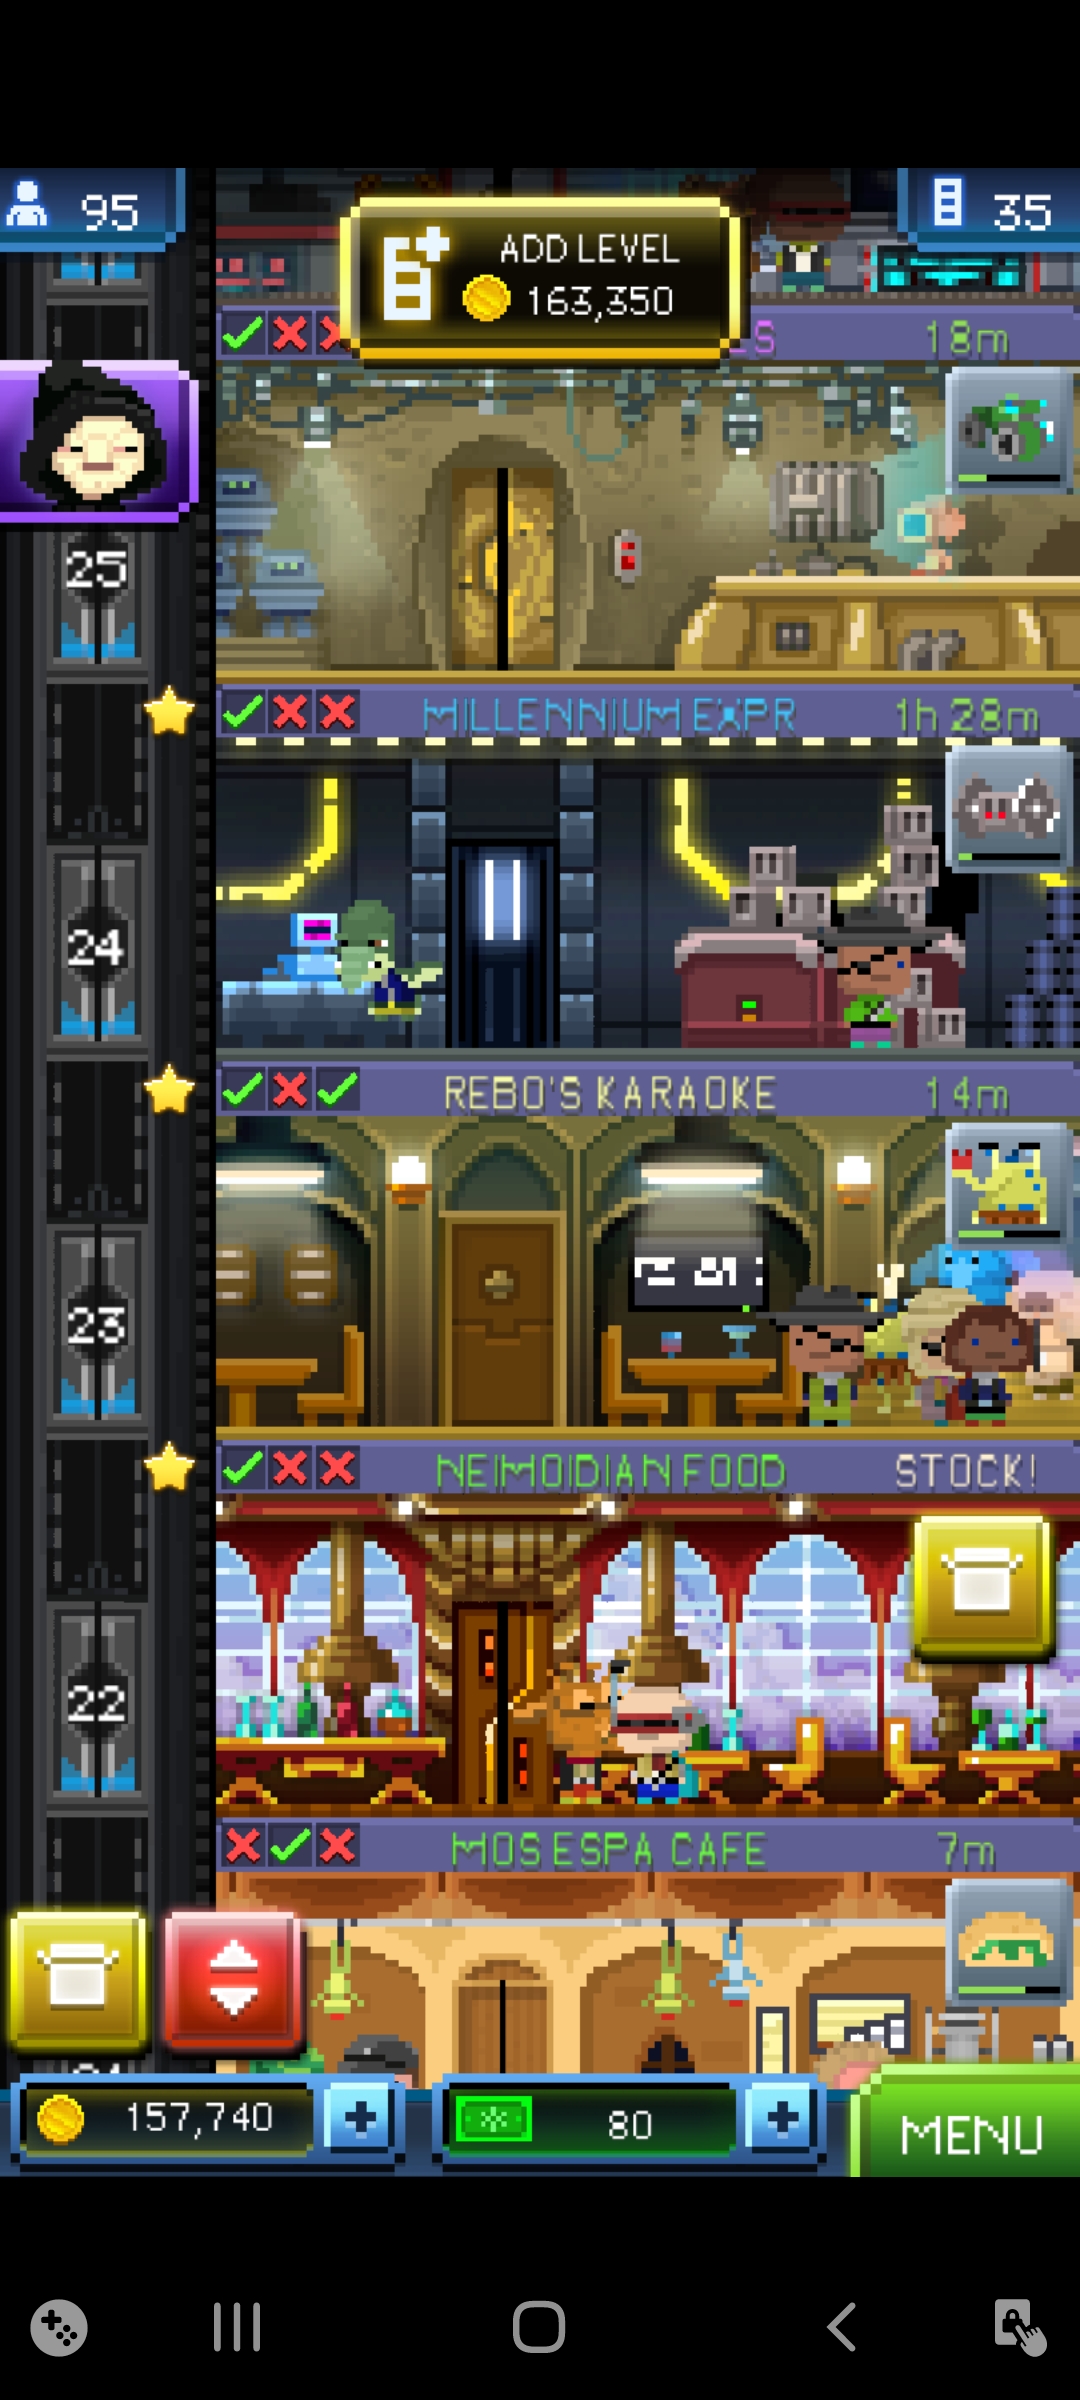 95
35
ADD LEVEL
163,350
18m
25
MILLENNIUM EXPR
1h 28m
24
REBO'S KARAOKE
14m
23
NEIMOIDIAN FOOD
STOCK!
22
MOS ESPA CAFE
7m
157,740
80
MENU